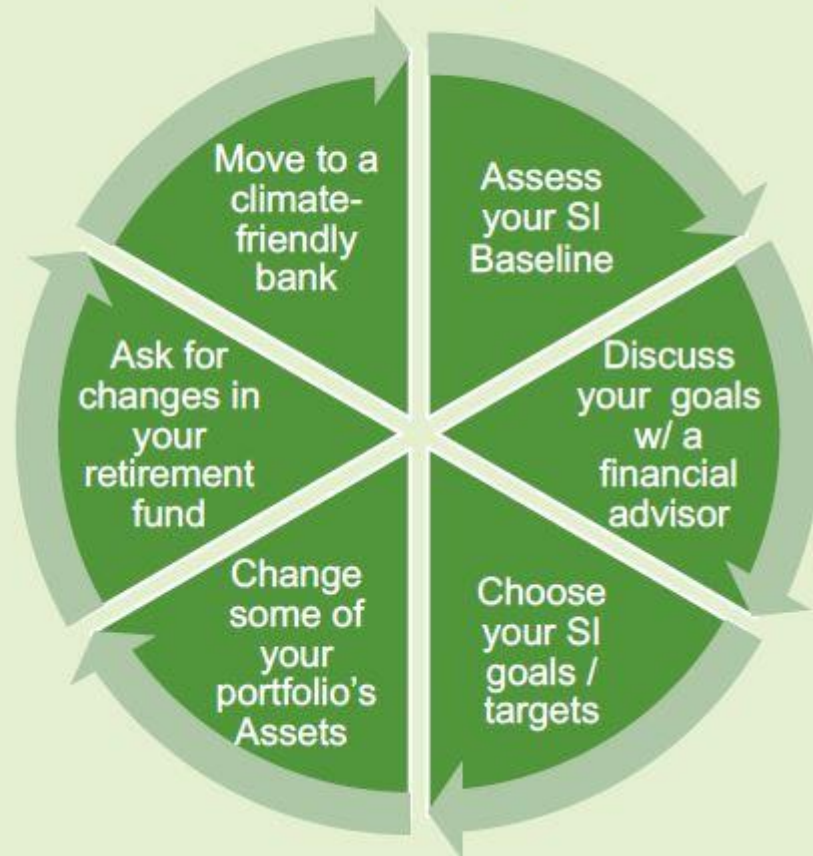 Assess
your SI
Baseline
Discuss
your goals
w/ a
financial
advisor
Choose
your SI
goals /
targets
Change
some of
your
portfolio’s
Assets
Ask for
changes in
your
retirement
fund
Move to a
climate-
friendly
bank